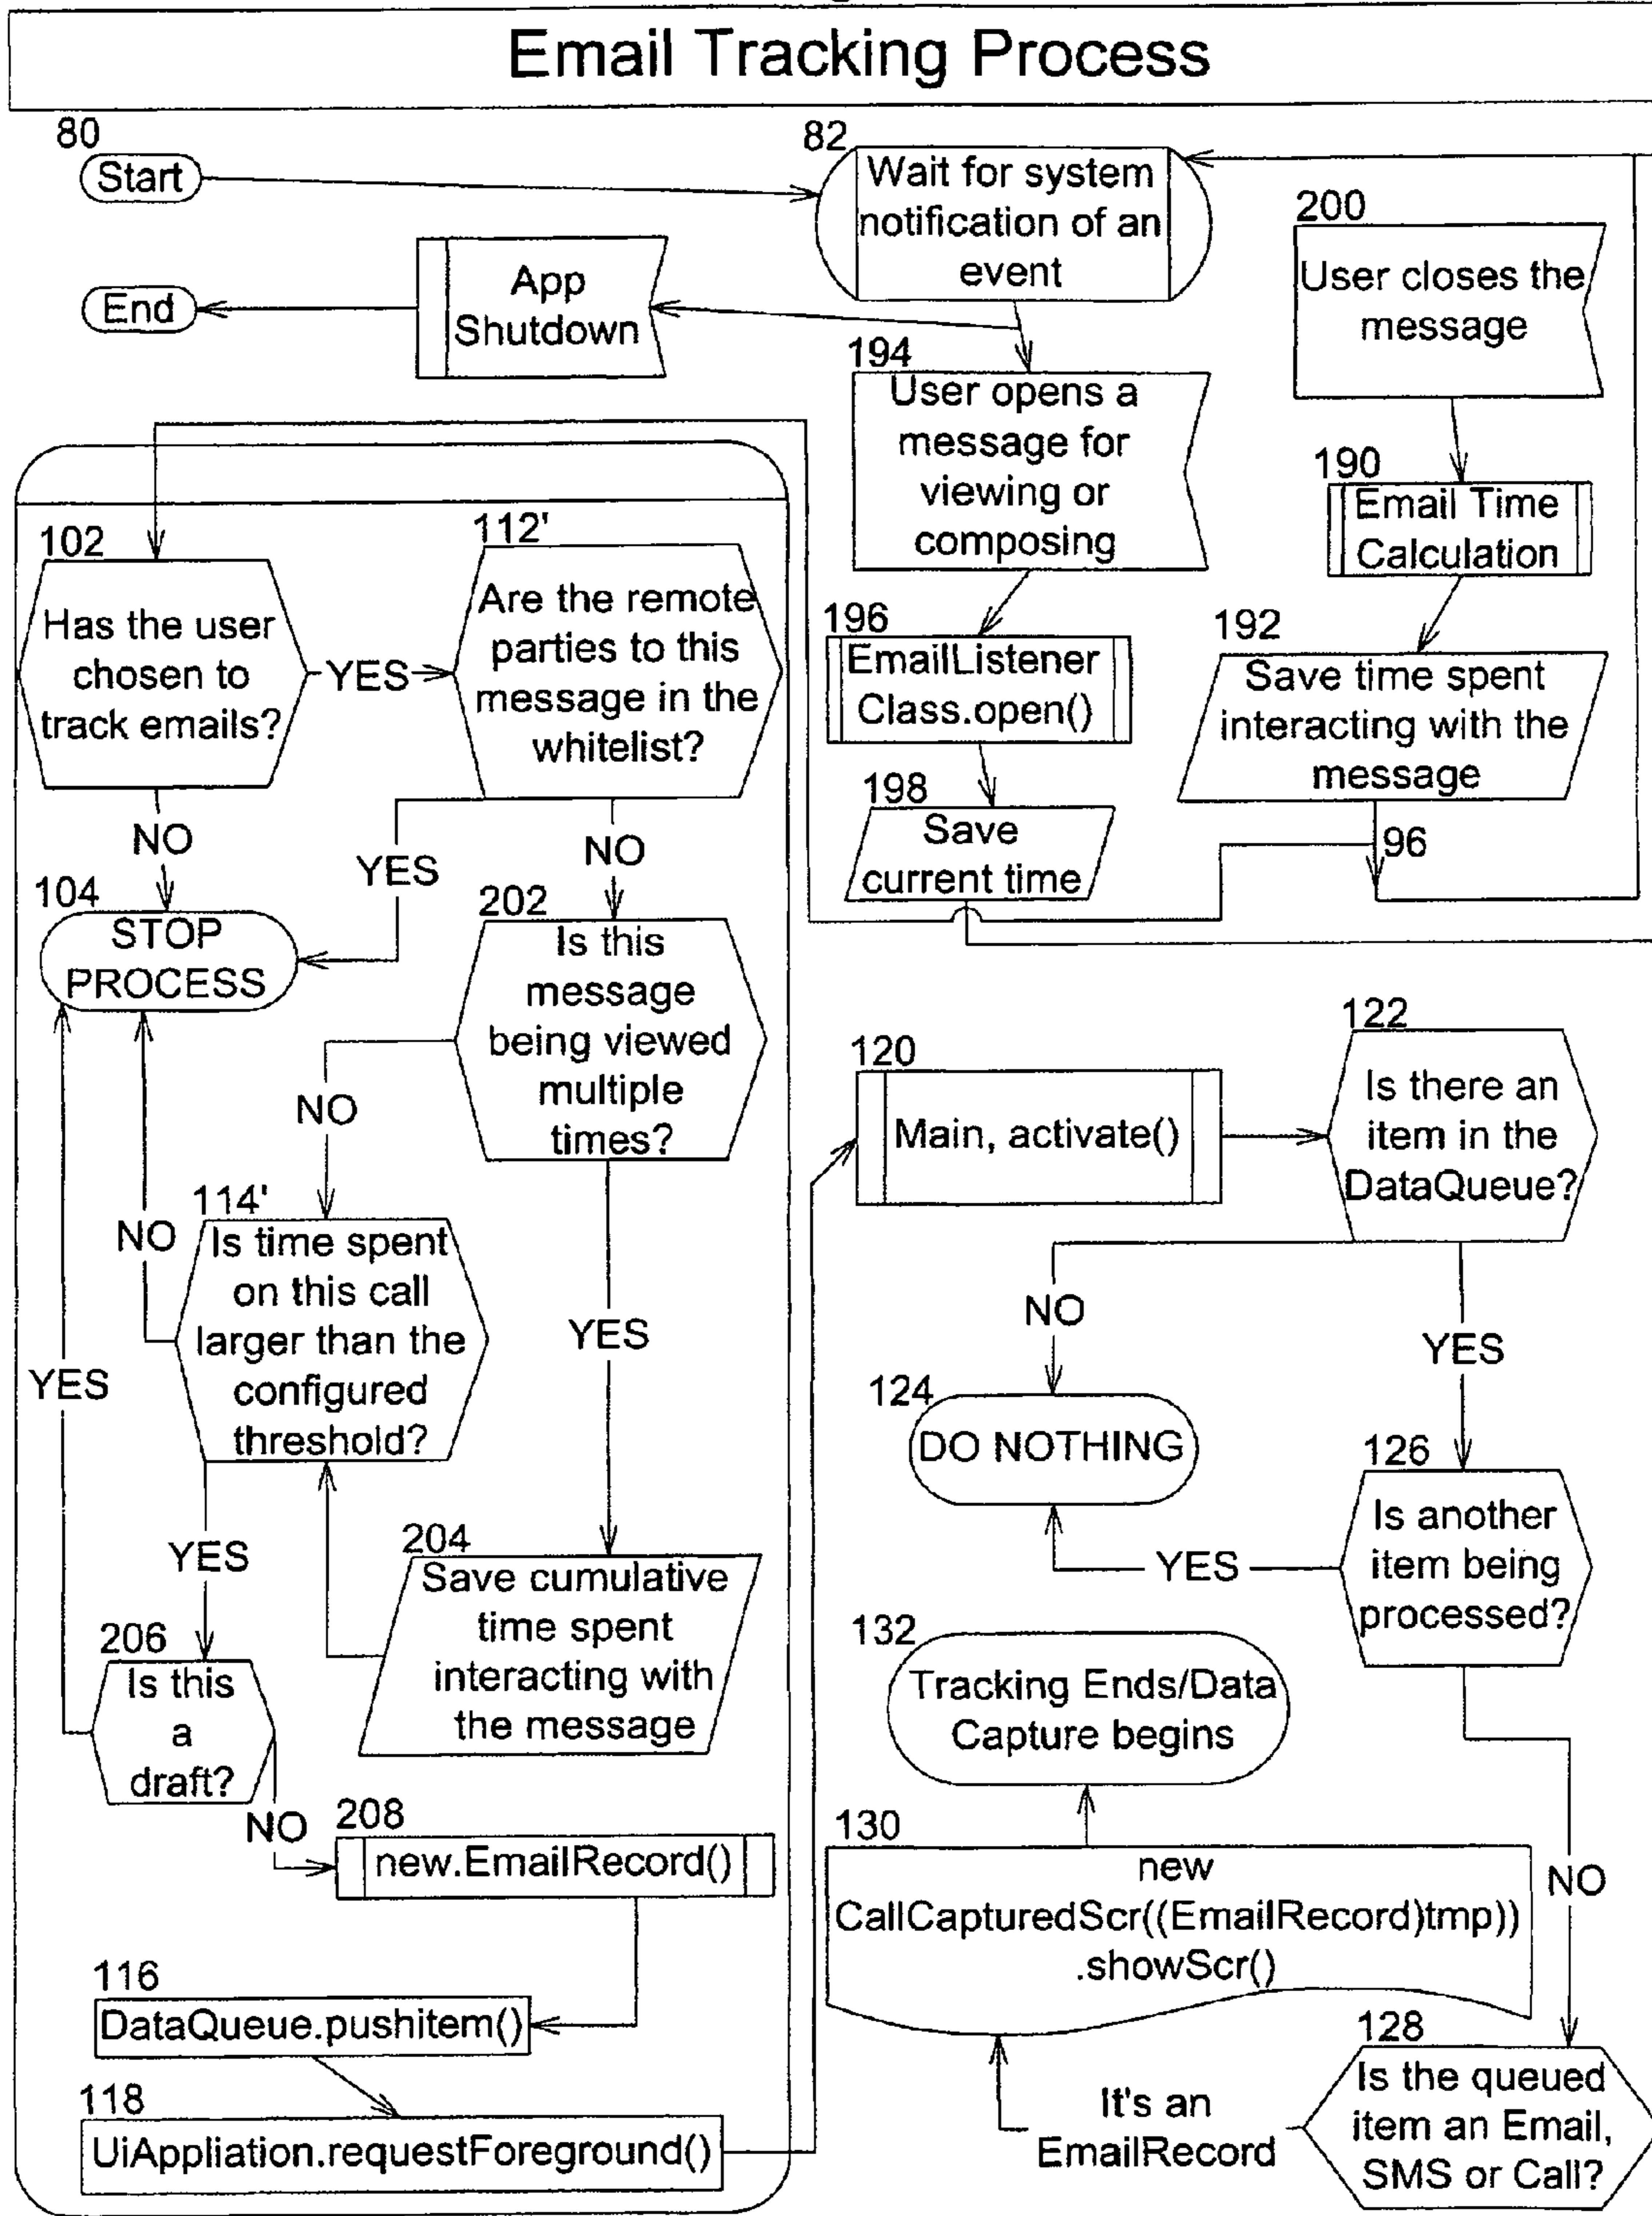 Email Tracking Process
80
Start
82
Wait for system
notification of an
event
200
User closes the
message
App
Shutdown
End
194
User opens a
message for
viewing or
composing
190
Email Time
Calculation
102
Has the user
chosen to
track emails?
YES
112'
Are the remote
parties to this
message in the
whitelist?
196
EmailListener
Class.open()
192
Save time spent
interacting with the
message
198
Save
current time
96
NO
YES
NO
104
STOP
PROCESS
202
Is this
message
being viewed
multiple
times?
NO
120
Main, activate()
122
Is there an
item in the
DataQueue?
114'
Is time spent
on this call
larger than the
configured
threshold?
NO
YES
YES
NO
YES
124
DO NOTHING
126
Is another
item being
processed?
YES
YES
204
Save cumulative
time spent
interacting with
the message
206
Is this
a
draft?
NO
132
Tracking Ends/Data
Capture begins
208
new.EmailRecord()
130
new
CallCapturedScr((EmailRecord)tmp))
.showScr()
NO
116
DataQueue.pushitem()
118
UiAppliation.requestForeground()
It's an
EmailRecord
128
Is the queued
item an Email,
SMS or Call?